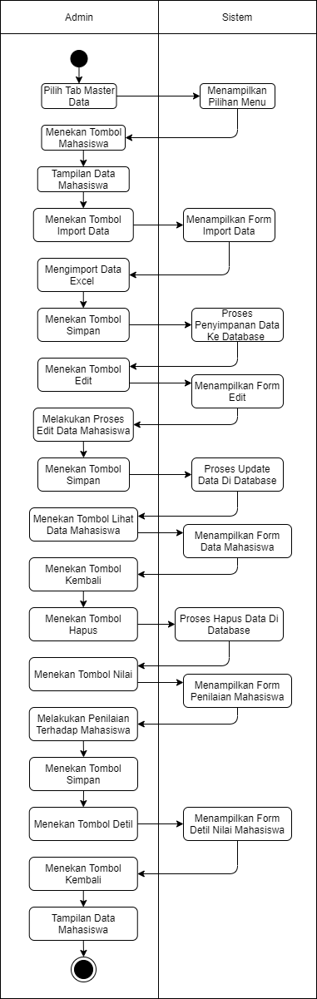 Admin
Sistem
Pilih Tab Master
Data
Menampilkan
Pilihan Menu
Menekan Tombol
Mahasiswa
Tampilan Data
Mahasiswa
Menekan Tombol
Import Data
Menampilkan Form
Import Data
Mengimport Data
Excel
Menekan Tombol
Simpan
Proses
Penyimpanan Data
Ke Database
Menekan Tombol
Edit
Menampilkan Form
Edit
Melakukan Proses
Edit Data Mahasiswa
Menekan Tombol
Simpan
Proses Update
Data Di Database
Menekan Tombol Lihat
Data Mahasiswa
Menampilkan Form
Data Mahasiswa
Menekan Tombol
Kembali
Menekan Tombol
Hapus
Proses Hapus Data Di
Database
Menekan Tombol Nilai
Menampilkan Form
Penilaian Mahasiswa
Melakukan Penilaian
Terhadap Mahasiswa
Menekan Tombol
Simpan
Menekan Tombol Detil
Menampilkan Form
Detil Nilai Mahasiswa
Menekan Tombol
Kembali
Tampilan Data
Mahasiswa